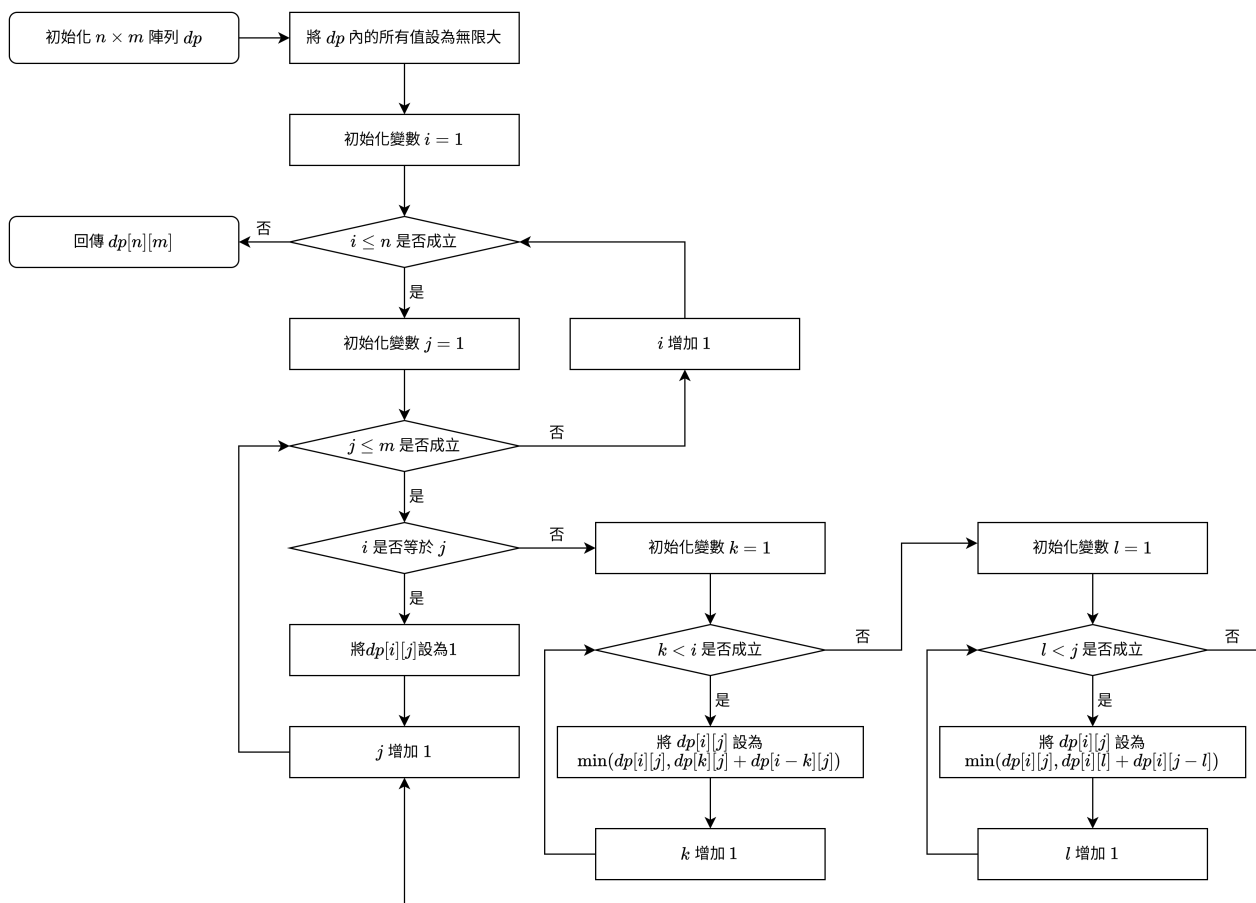 初始化 n × m 陣列 dp
將 dp 內的所有值設為無限大
初始化變數 i = 1
回傳 dp[n][m]
否
i ≤ n 是否成立
是
初始化變數 j = 1
i 增加 1
j ≤ m 是否成立
否
是
i 是否等於 j
否
初始化變數 k = 1
初始化變數 l = 1
是
將dp[i][j]設為1
k < i 是否成立
否
l < j 是否成立
否
是
是
j 增加 1
將 dp[i][j] 設為
min(dp[i][j], dp[k][j] + dp[i − k][j])
將 dp[i][j] 設為
min(dp[i][j], dp[i][l] + dp[i][j − l])
k 增加 1
l 增加 1